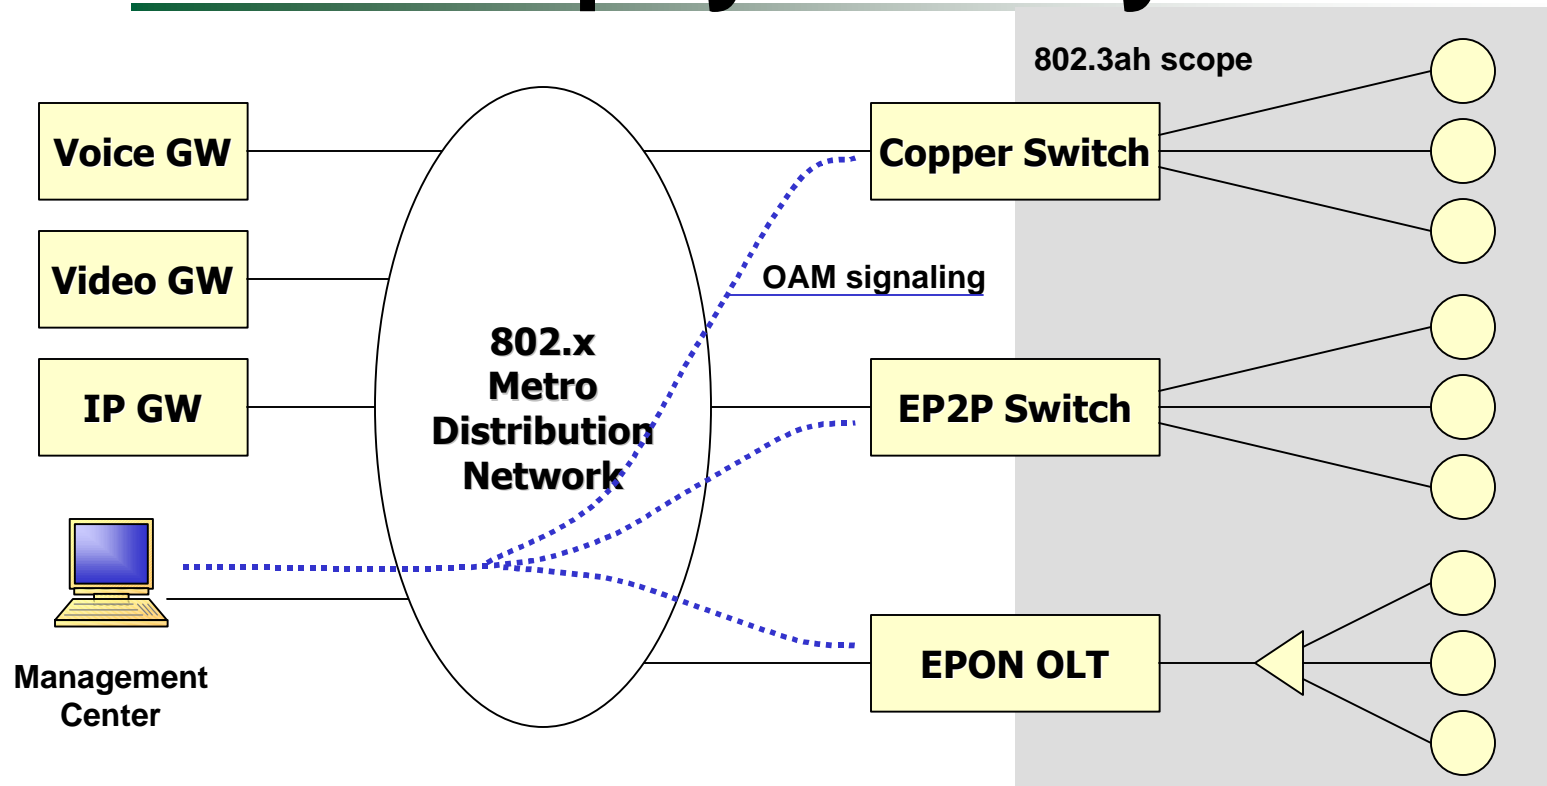 802.3ah scope
Voice GW
Copper Switch
Video GW
OAM signaling
802.x
Metro
Distribution
Network
IP GW
EP2P Switch
Management
Center
EPON OLT